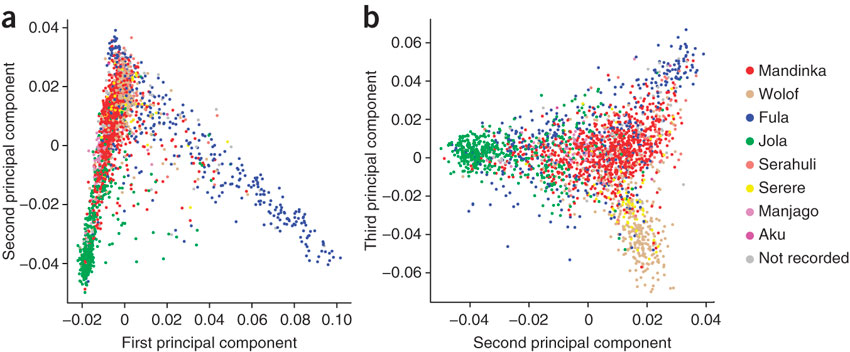 a
Second principal component
0.04
0.02
0
−0.02
−0.04
−0.02
0
0.02
0.04
0.06
0.08
0.10
First principal component
b
Third principal component
0.06
0.04
0.02
0
−0.02
−0.04
−0.06
−0.04
−0.02
0
0.02
0.04
Second principal component
Mandinka
Wolof
Fula
Jola
Serahuli
Serere
Manjago
Aku
Not recorded